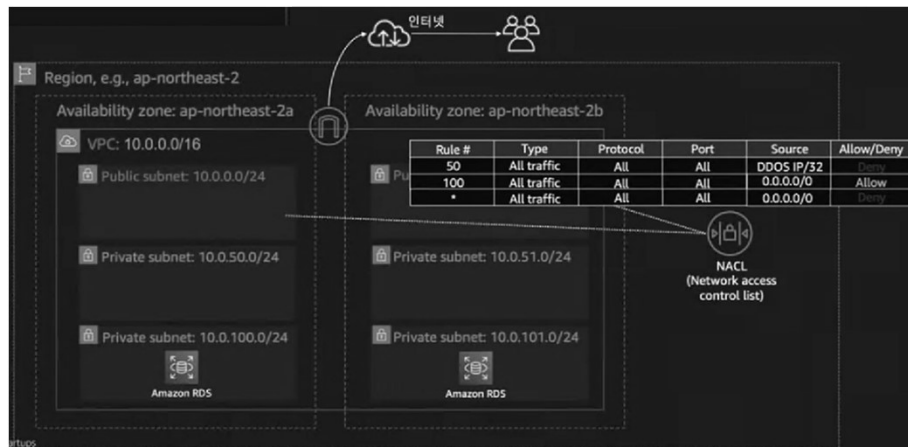 인터넷
Region, e.g., ap-northeast-2
Availability zone: ap-northeast-2a
Availability zone: ap-northeast-2b
VPC: 10.0.0.0/16
Rule # Type Protocol Port Source Allow/Deny
50 All traffic All All DDOS IP/32 Deny
100 All traffic All All 0.0.0.0/0 Allow
* All traffic All All 0.0.0.0/0 Deny
Public subnet: 10.0.0.0/24
Pu
Private subnet: 10.0.50.0/24
Private subnet: 10.0.51.0/24
NACL
(Network access
control list)
Private subnet: 10.0.100.0/24
Private subnet: 10.0.101.0/24
Amazon RDS
Amazon RDS
artups